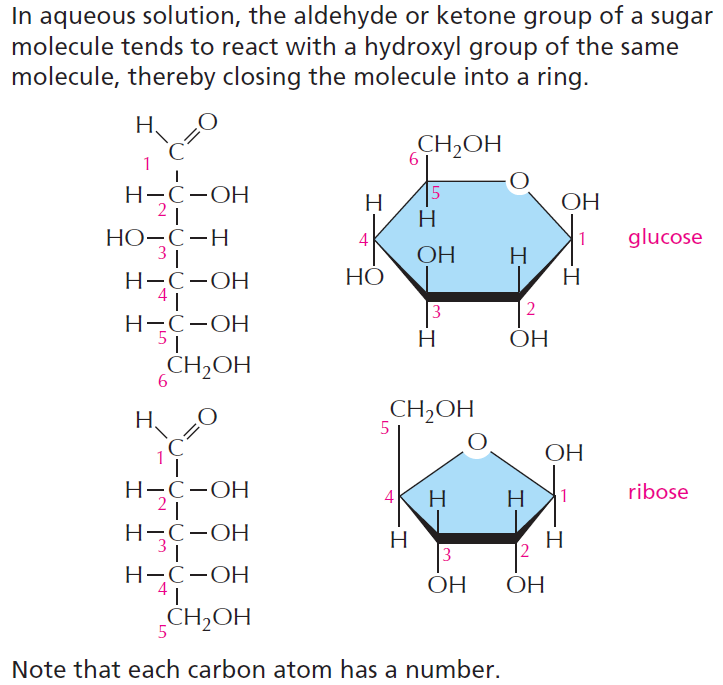 In aqueous solution, the aldehyde or ketone group of a sugar
molecule tends to react with a hydroxyl group of the same
molecule, thereby closing the molecule into a ring.
H O
C
1
H–C–OH
2
HO–C–H
3
H–C–OH
4
H–C–OH
5
CH₂OH
6
CH₂OH
6
5
O
H
H
OH
4
OH
H
1
glucose
HO
H
3
2
H
OH
H O
C
1
H–C–OH
2
H–C–OH
3
H–C–OH
4
CH₂OH
5
CH₂OH
5
O
OH
4
H
H
1
ribose
H
H
3
2
OH
OH
Note that each carbon atom has a number.